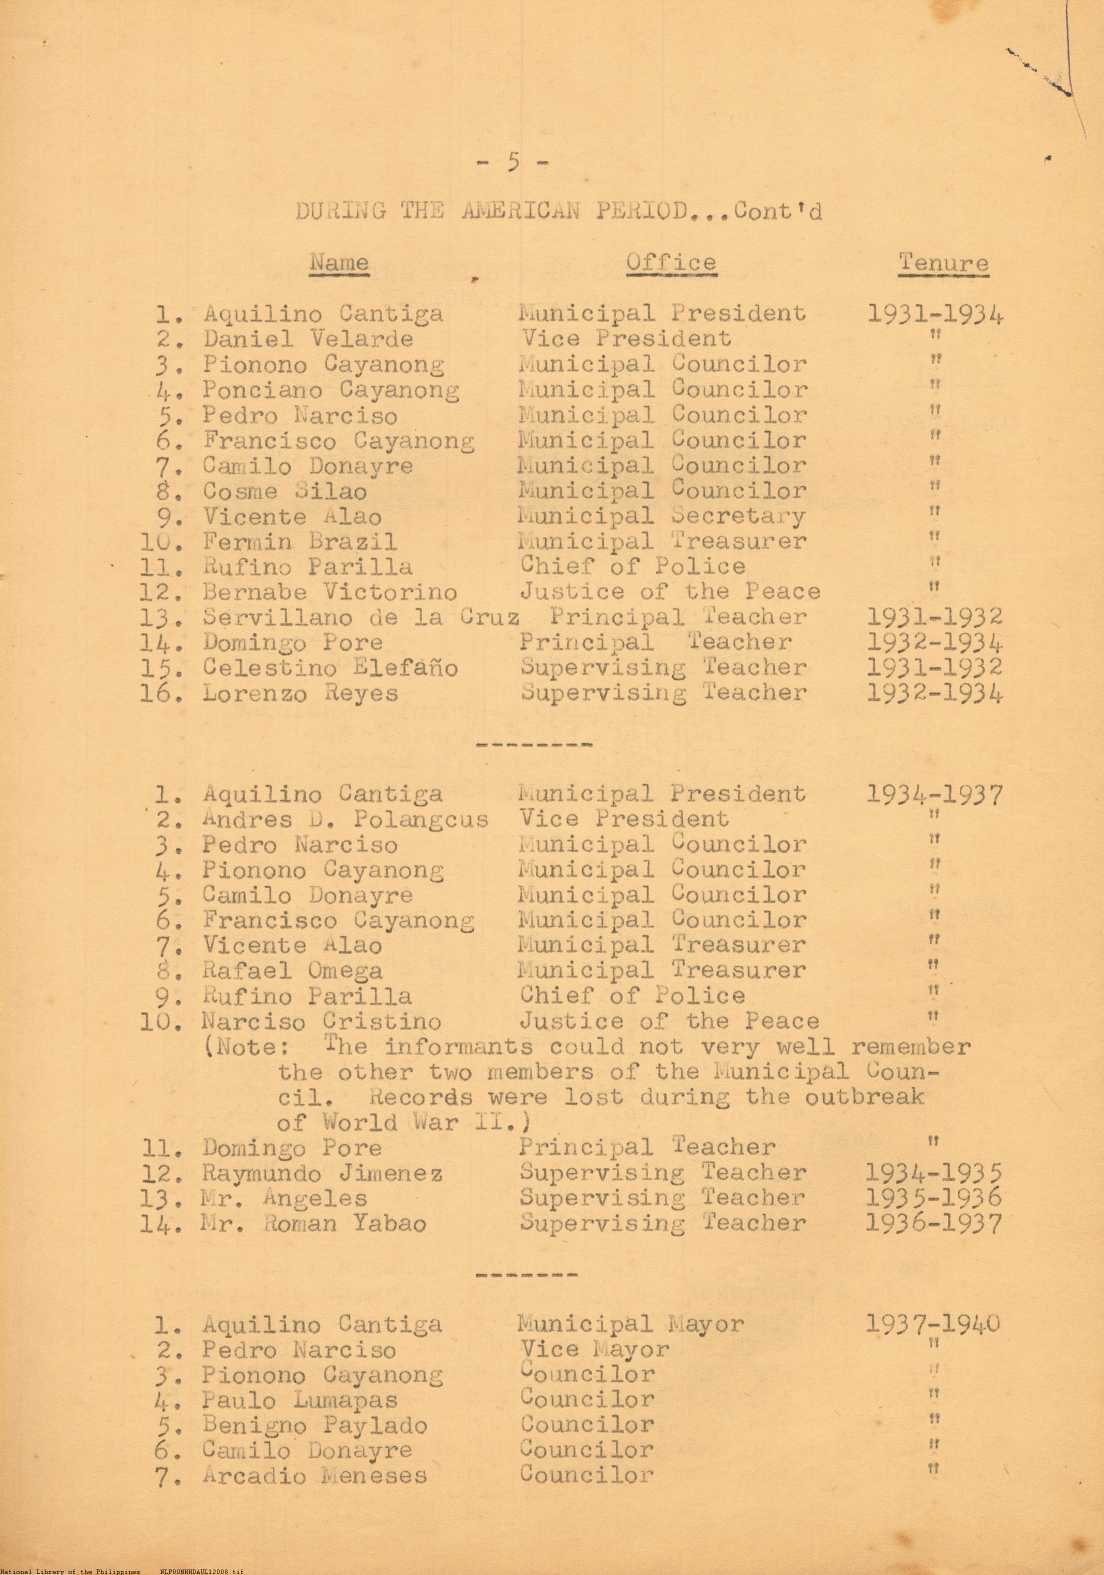 - 5 -
DURING THE AMERICAN PERIOD...Cont'd
Name Office Tenure
1. Aquilino Cantiga Municipal President 1931-1934
2. Daniel Velarde Vice President "
3. Pionono Cayanong Municipal Councilor "
4. Ponciano Cayanong Municipal Councilor "
5. Pedro Narciso Municipal Councilor "
6. Francisco Cayanong Municipal Councilor "
7. Camilo Donayre Municipal Councilor "
8. Cosme Silao Municipal Councilor "
9. Vicente Alao Municipal Secretary "
10. Fermin Brazil Municipal Treasurer "
11. Rufino Parilla Chief of Police "
12. Bernabe Victorino Justice of the Peace "
13. Servillano de la Cruz Principal Teacher 1931-1932
14. Domingo Pore Principal Teacher 1932-1934
15. Celestino Elefaño Supervising Teacher 1931-1932
16. Lorenzo Reyes Supervising Teacher 1932-1934
--------
1. Aquilino Cantiga Municipal President 1934-1937
2. Andres D. Polangcus Vice President "
3. Pedro Narciso Municipal Councilor "
4. Pionono Cayanong Municipal Councilor "
5. Camilo Donayre Municipal Councilor "
6. Francisco Cayanong Municipal Councilor "
7. Vicente Alao Municipal Treasurer "
8. Rafael Omega Municipal Treasurer "
9. Rufino Parilla Chief of Police "
10. Narciso Cristino Justice of the Peace "
(Note: The informants could not very well remember
the other two members of the Municipal Coun-
cil. Records were lost during the outbreak
of World War II.)
11. Domingo Pore Principal Teacher "
12. Raymundo Jimenez Supervising Teacher 1934-1935
13. Mr. Angeles Supervising Teacher 1935-1936
14. Mr. Roman Yabao Supervising Teacher 1936-1937
-------
1. Aquilino Cantiga Municipal Mayor 1937-1940
2. Pedro Narciso Vice Mayor "
3. Pionono Cayanong Councilor "
4. Paulo Lumapas Councilor "
5. Benigno Paylado Councilor "
6. Camilo Donayre Councilor "
7. Arcadio Meneses Councilor "
National Library of the Philippines